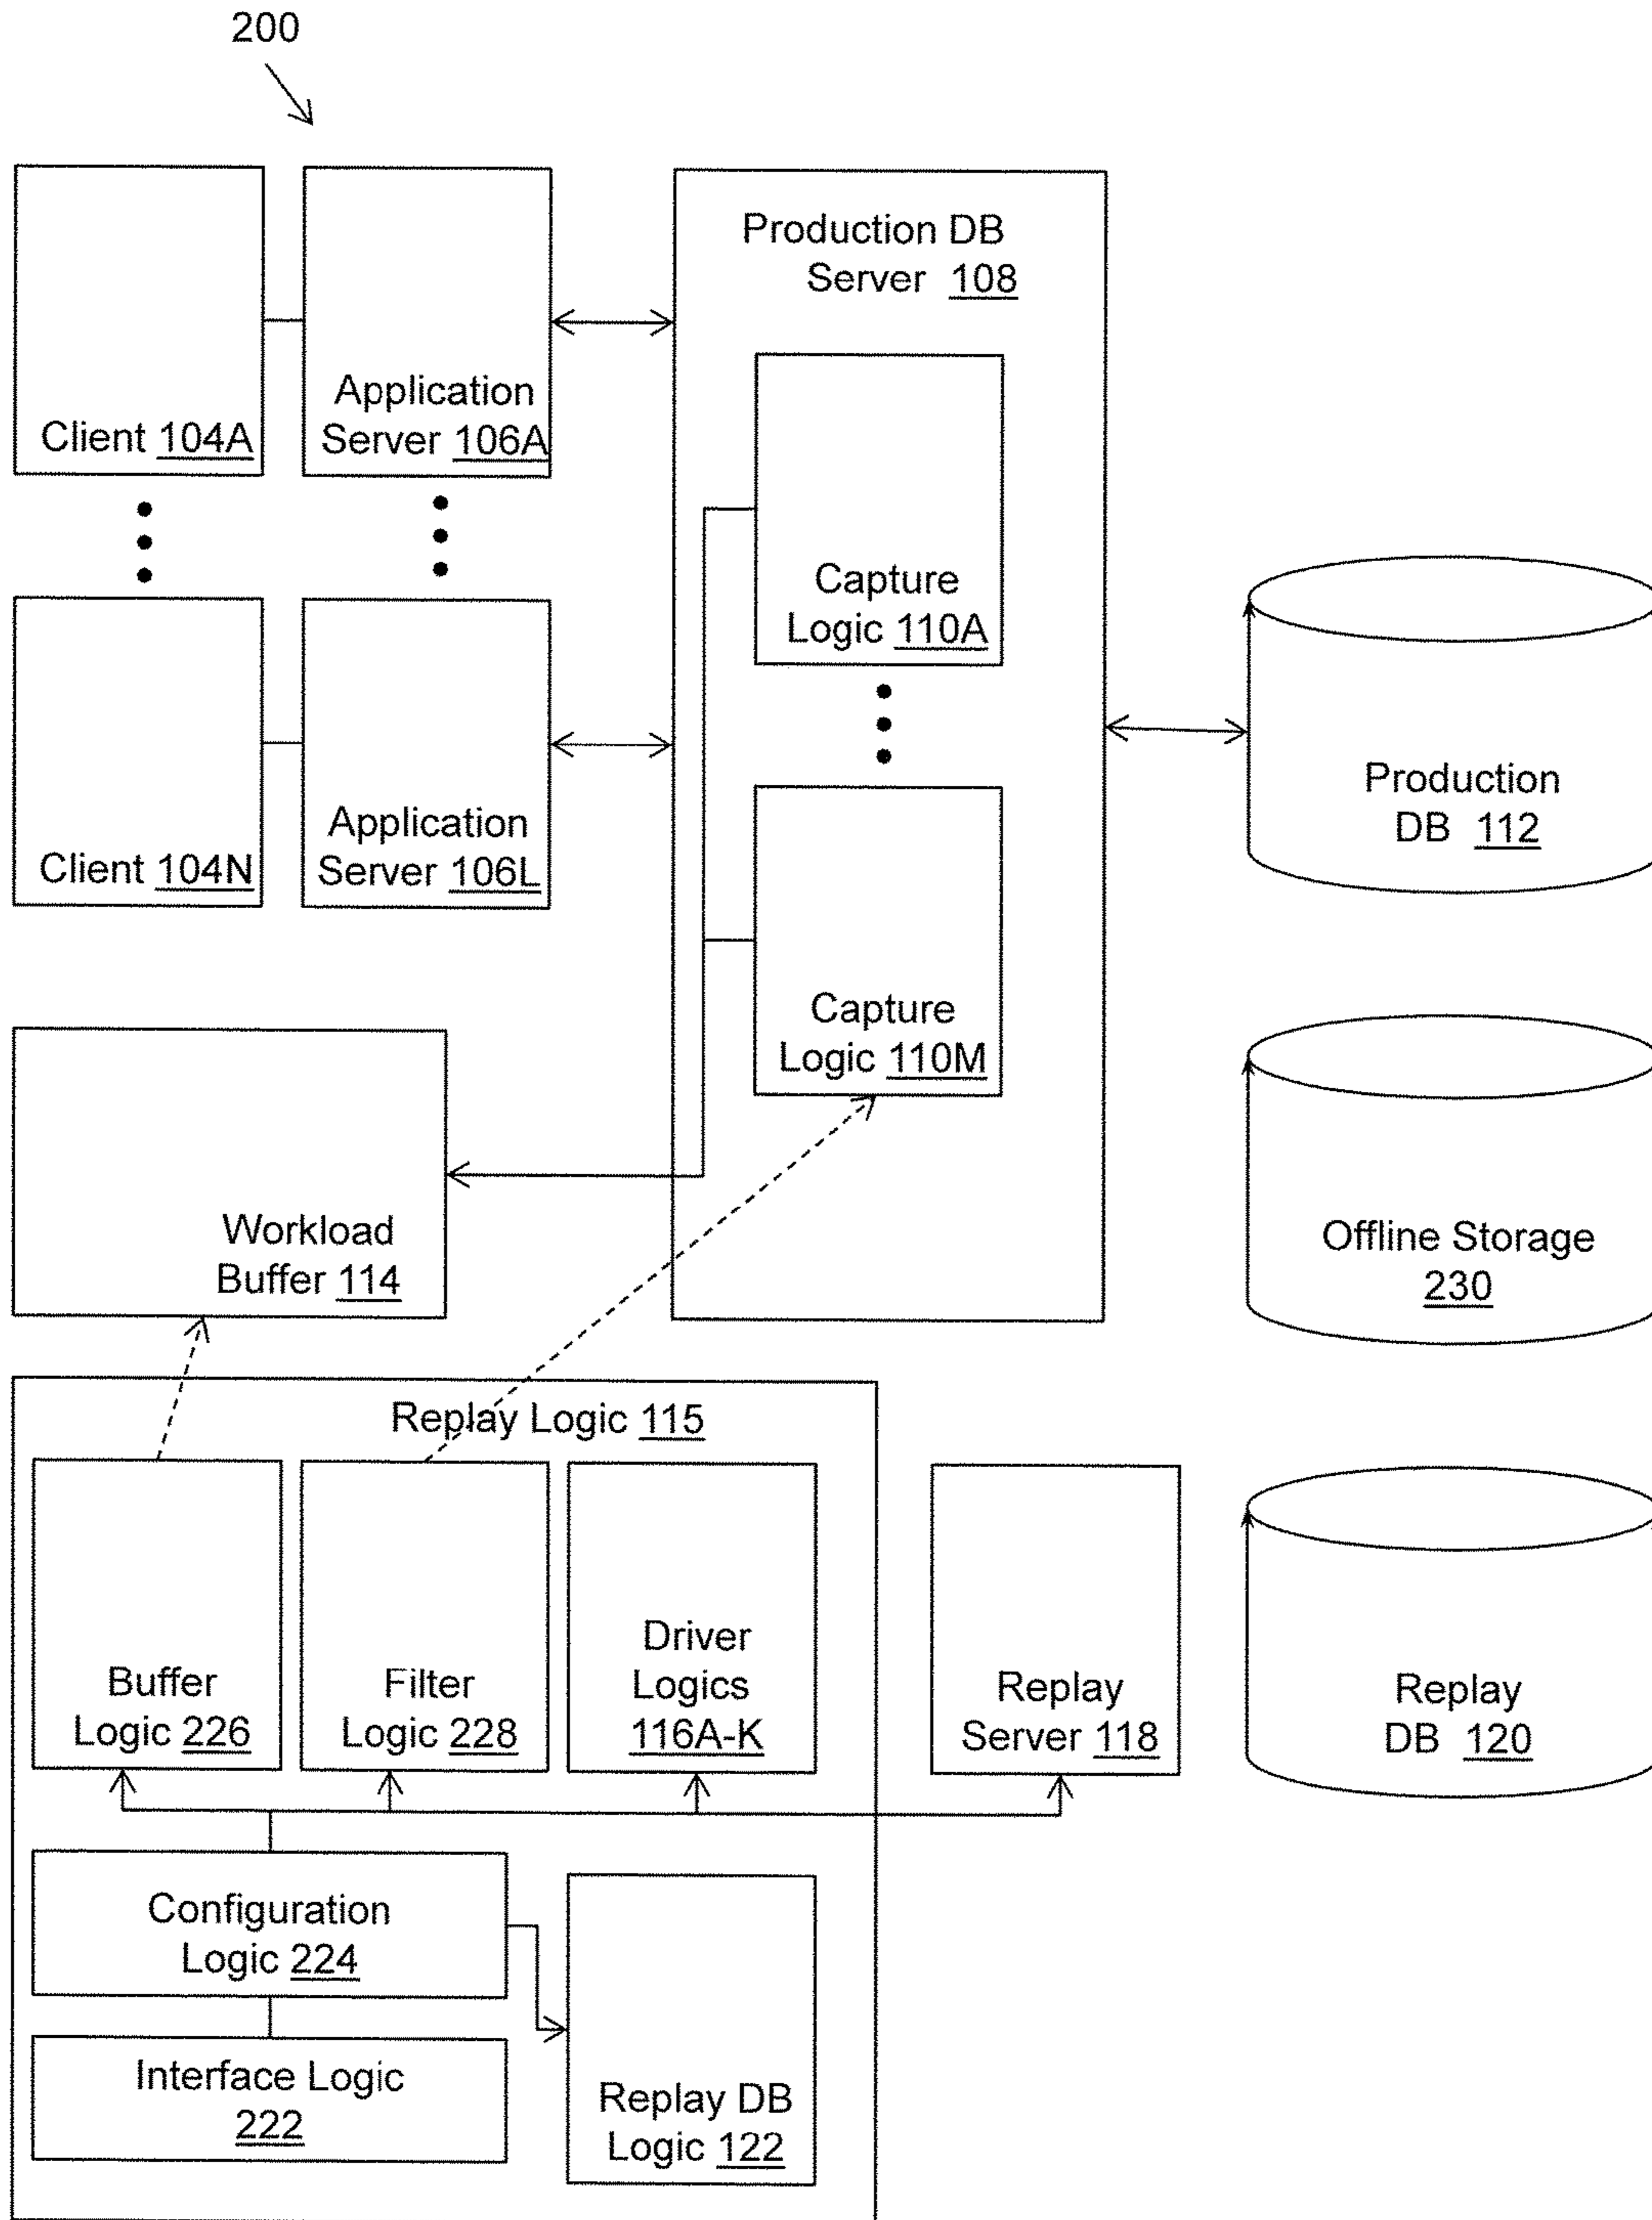 200
Production DB
Server 108
Application
Client 104A
Server 106A
Capture
Logic 110A
Production
DB 112
Application
Client 104N
Server 106L
Capture
Logic 110M
Workload
Buffer 114
Offline Storage
230
Replay Logic 115
Buffer
Logic 226
Filter
Logic 228
Driver
Logics
116A-K
Replay
Server 118
Replay
DB 120
Configuration
Logic 224
Interface Logic
222
Replay DB
Logic 122